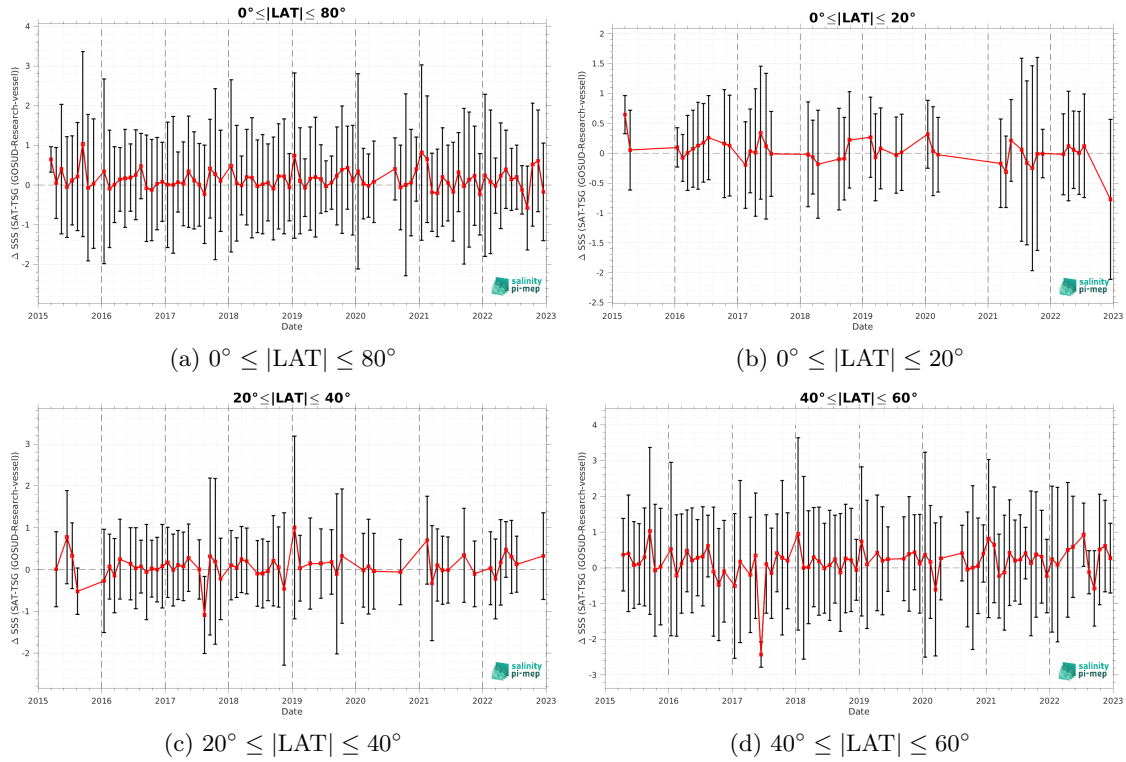 0°≤|LAT|≤ 80°
Δ SSS (SAT-TSG (GOSUD-Research-vessel))
4
3
2
1
0
-1
-2
2015 2016 2017 2018 2019 2020 2021 2022 2023
Date
salinity
pi-mep
(a) 0° ≤ |LAT| ≤ 80°
0°≤|LAT|≤ 20°
Δ SSS (SAT-TSG (GOSUD-Research-vessel))
2
1.5
1
0.5
0
-0.5
-1
-1.5
-2
-2.5
2015 2016 2017 2018 2019 2020 2021 2022 2023
Date
salinity
pi-mep
(b) 0° ≤ |LAT| ≤ 20°
20°≤|LAT|≤ 40°
Δ SSS (SAT-TSG (GOSUD-Research-vessel))
3
2
1
0
-1
-2
2015 2016 2017 2018 2019 2020 2021 2022 2023
Date
salinity
pi-mep
(c) 20° ≤ |LAT| ≤ 40°
40°≤|LAT|≤ 60°
Δ SSS (SAT-TSG (GOSUD-Research-vessel))
4
3
2
1
0
-1
-2
-3
2015 2016 2017 2018 2019 2020 2021 2022 2023
Date
salinity
pi-mep
(d) 40° ≤ |LAT| ≤ 60°